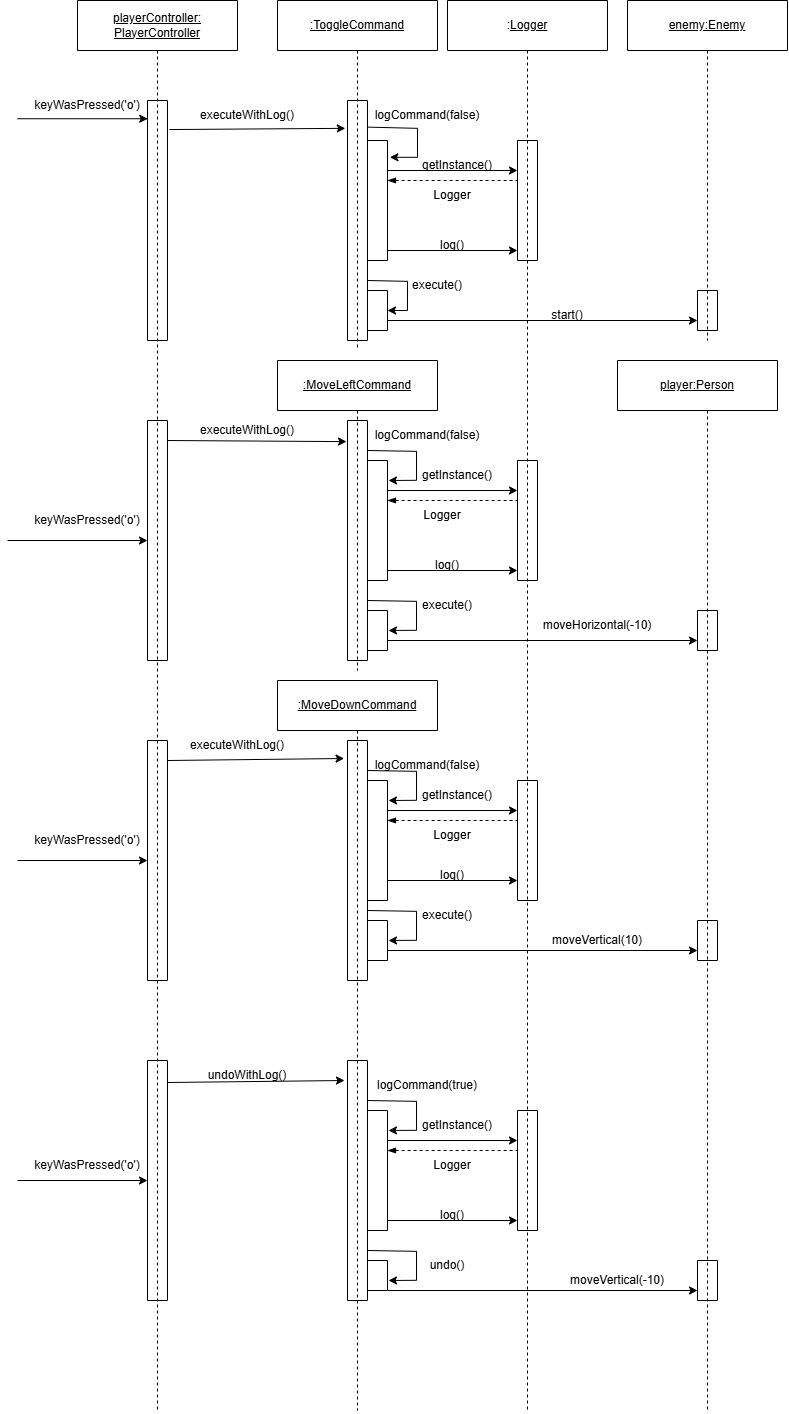 playerController:
PlayerController
:ToggleCommand
:Logger
enemy:Enemy
keyWasPressed('o')
executeWithLog()
logCommand(false)
getInstance()
Logger
log()
execute()
start()
:MoveLeftCommand
player:Person
executeWithLog()
logCommand(false)
getInstance()
Logger
keyWasPressed('o')
log()
execute()
moveHorizontal(-10)
:MoveDownCommand
executeWithLog()
logCommand(false)
getInstance()
Logger
keyWasPressed('o')
log()
execute()
moveVertical(10)
undoWithLog()
logCommand(true)
getInstance()
Logger
keyWasPressed('o')
log()
undo()
moveVertical(-10)